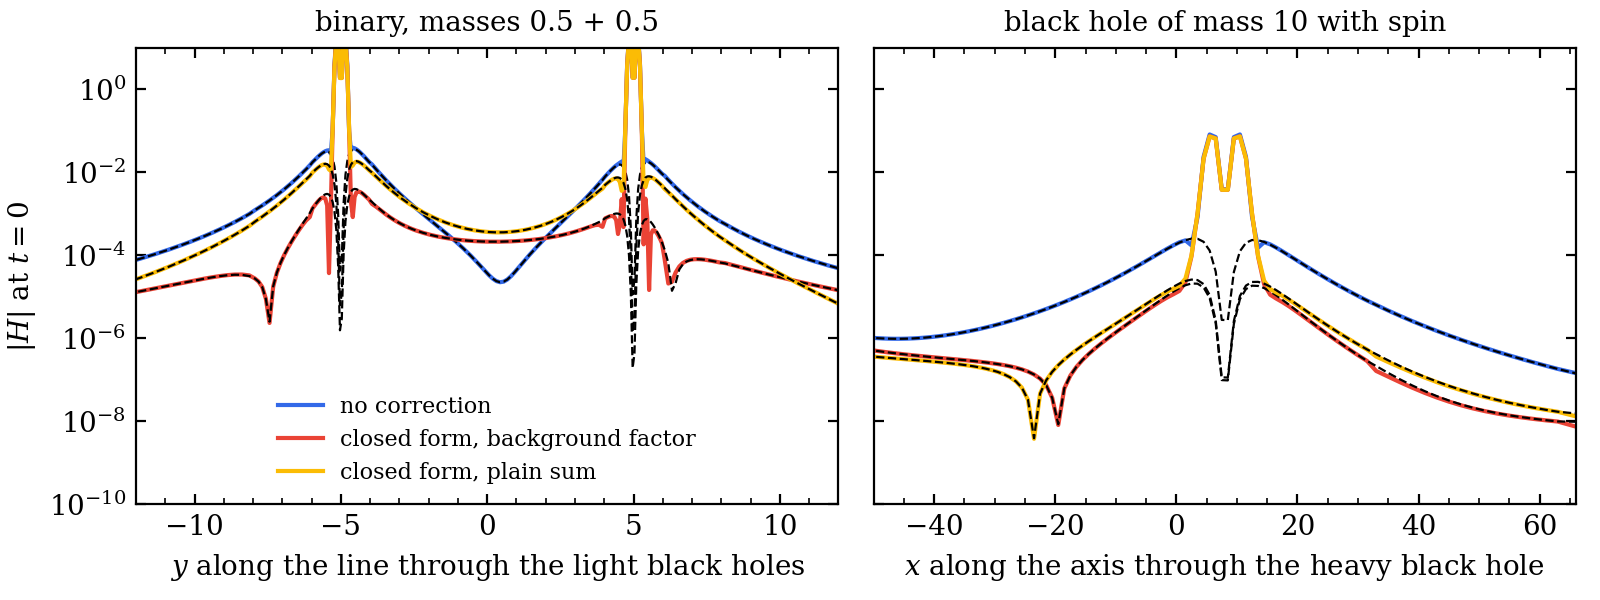 binary, masses 0.5 + 0.5
black hole of mass 10 with spin
|H| at t = 0
10⁰
10⁻²
10⁻⁴
10⁻⁶
10⁻⁸
10⁻¹⁰
no correction
closed form, background factor
closed form, plain sum
−10 −5 0 5 10
−40 −20 0 20 40 60
y along the line through the light black holes
x along the axis through the heavy black hole